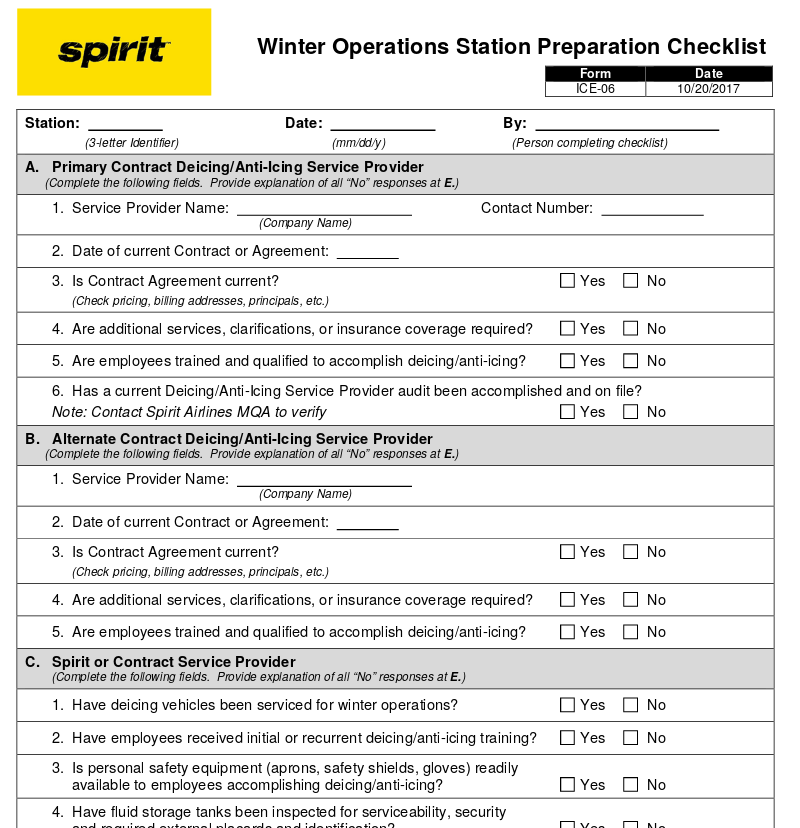 spirit™
Winter Operations Station Preparation Checklist
Form Date
ICE-06 10/20/2017
Station: Date: By:
(3-letter Identifier) (mm/dd/y) (Person completing checklist)
A. Primary Contract Deicing/Anti-Icing Service Provider
(Complete the following fields. Provide explanation of all “No” responses at E.)
1. Service Provider Name: Contact Number:
(Company Name)
2. Date of current Contract or Agreement:
3. Is Contract Agreement current? Yes No
(Check pricing, billing addresses, principals, etc.)
4. Are additional services, clarifications, or insurance coverage required? Yes No
5. Are employees trained and qualified to accomplish deicing/anti-icing? Yes No
6. Has a current Deicing/Anti-Icing Service Provider audit been accomplished and on file?
Note: Contact Spirit Airlines MQA to verify Yes No
B. Alternate Contract Deicing/Anti-Icing Service Provider
(Complete the following fields. Provide explanation of all “No” responses at E.)
1. Service Provider Name:
(Company Name)
2. Date of current Contract or Agreement:
3. Is Contract Agreement current? Yes No
(Check pricing, billing addresses, principals, etc.)
4. Are additional services, clarifications, or insurance coverage required? Yes No
5. Are employees trained and qualified to accomplish deicing/anti-icing? Yes No
C. Spirit or Contract Service Provider
(Complete the following fields. Provide explanation of all “No” responses at E.)
1. Have deicing vehicles been serviced for winter operations? Yes No
2. Have employees received initial or recurrent deicing/anti-icing training? Yes No
3. Is personal safety equipment (aprons, safety shields, gloves) readily
available to employees accomplishing deicing/anti-icing? Yes No
4. Have fluid storage tanks been inspected for serviceability, security
and required external placards and identification? Yes No